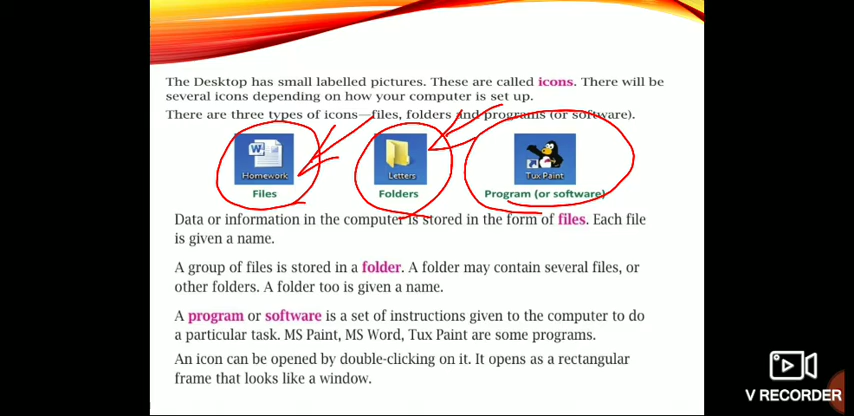 The Desktop has small labelled pictures. These are called icons. There will be
several icons depending on how your computer is set up.
There are three types of icons—files, folders and programs (or software).
Homework Letters Tux Paint
Files Folders Program (or software)
Data or information in the computer is stored in the form of files. Each file
is given a name.
A group of files is stored in a folder. A folder may contain several files, or
other folders. A folder too is given a name.
A program or software is a set of instructions given to the computer to do
a particular task. MS Paint, MS Word, Tux Paint are some programs.
An icon can be opened by double-clicking on it. It opens as a rectangular
frame that looks like a window.
V RECORDER